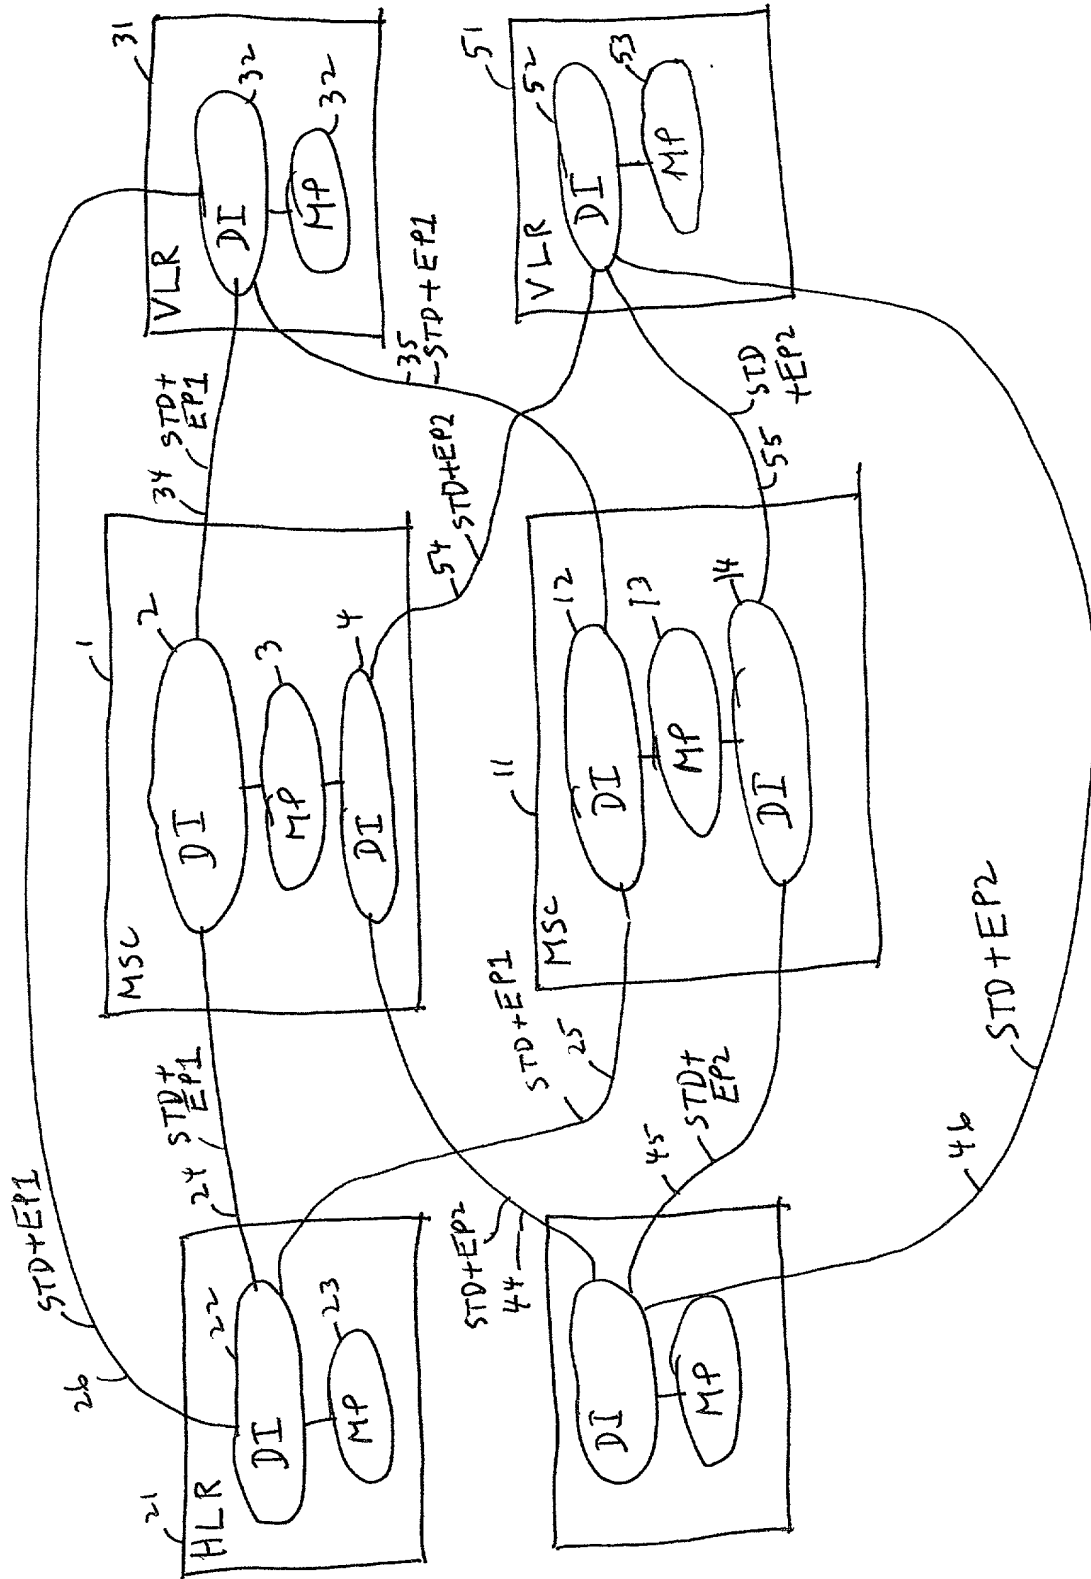 STD+EP1
26
21
HLR
22
DI
23
MP
24
STD+
EP1
1
MSC
2
DI
3
MP
4
DI
34
STD+
EP1
31
VLR
32
DI
32
MP
35
STD+EP1
STD+EP1
25
54
STD+EP2
STD+EP2
44
DI
MP
45
STD+
EP2
11
MSC
12
DI
13
MP
14
DI
55
STD
+EP2
51
VLR
52
DI
53
MP
46
STD+EP2